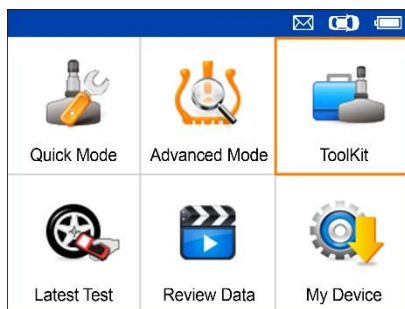 Quick Mode
Advanced Mode
ToolKit
Latest Test
Review Data
My Device